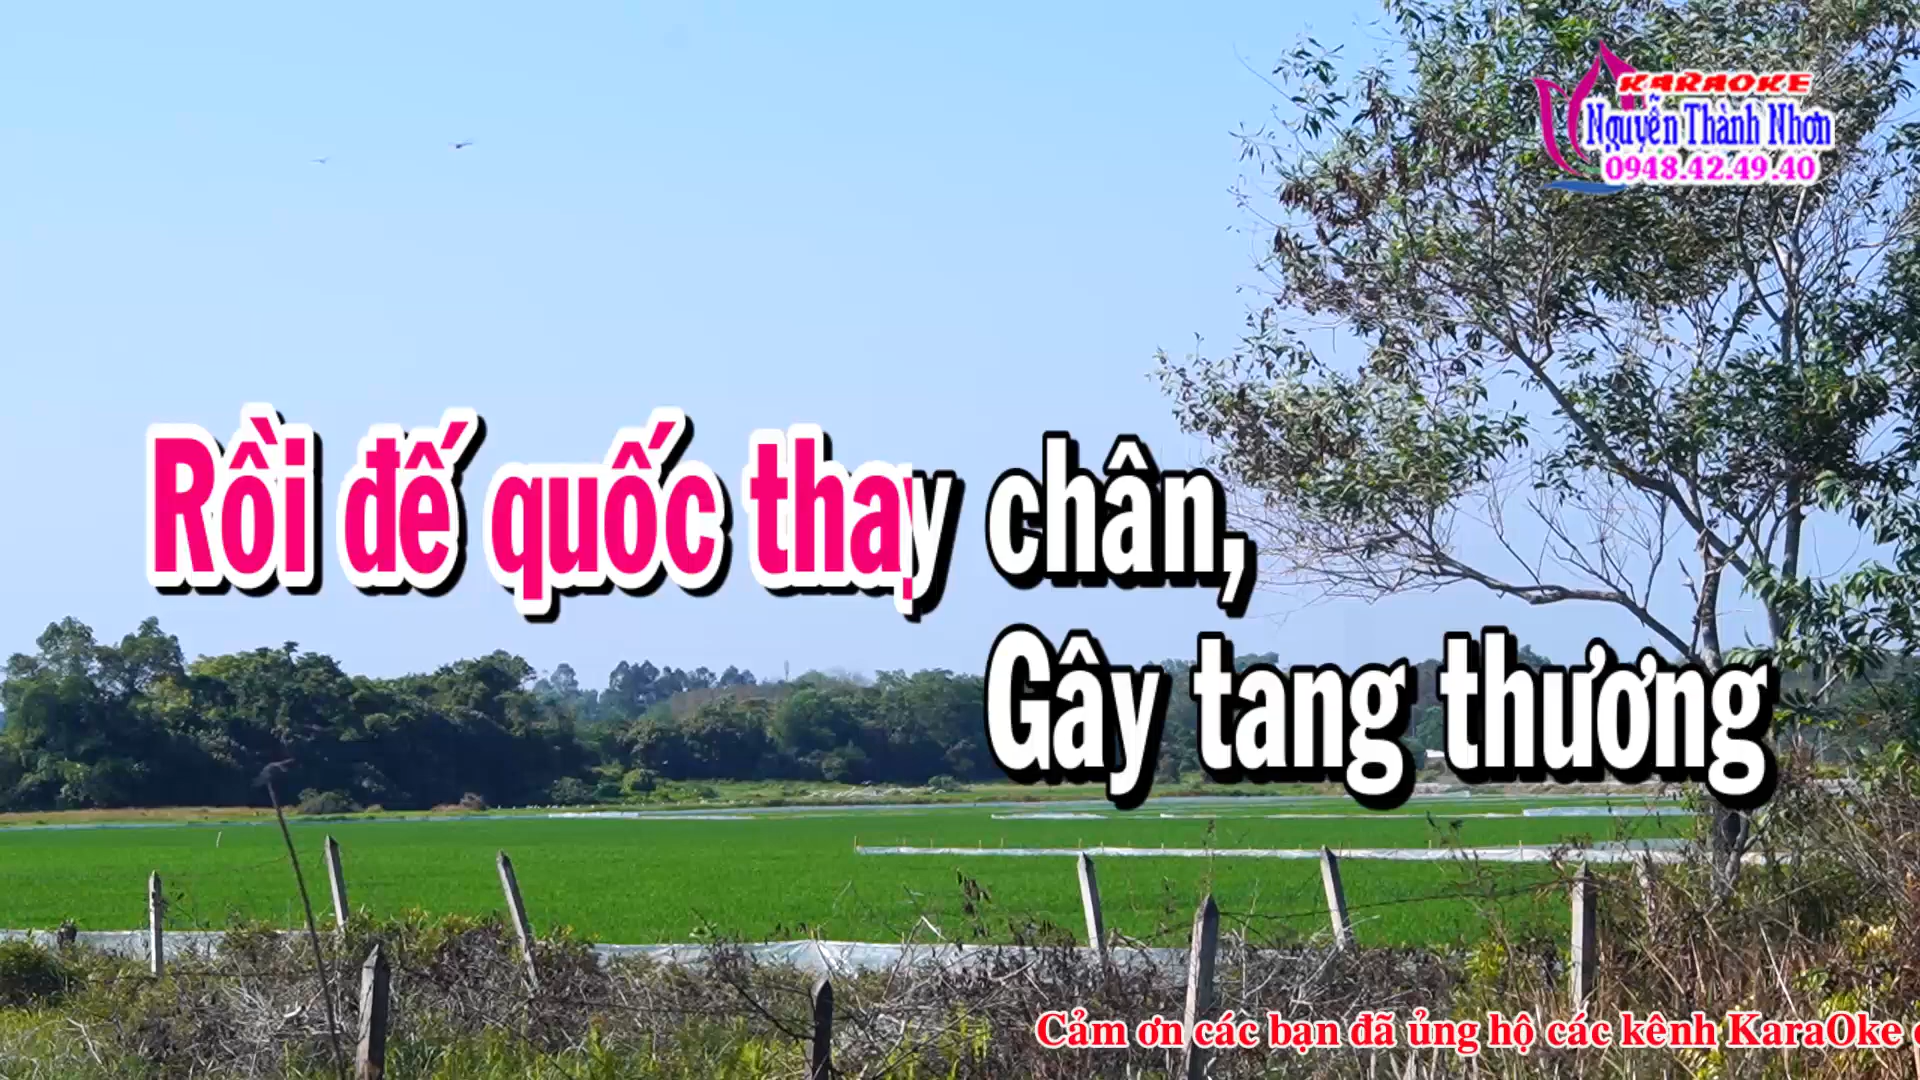 KARAOKE
Nguyễn Thành Nhơn
0948.42.49.40
Rồi đế quốc thay chân,
Gây tang thương
Cảm ơn các bạn đã ủng hộ các kênh KaraOke